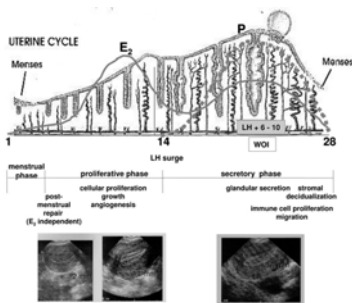 UTERINE CYCLE
E2
P
Menses
Menses
LH + 6 - 10
WOI
1
14
28
LH surge
menstrual
phase
proliferative phase
secretory phase
post-
menstrual
repair
(E2 independent)
cellular proliferation
growth
angiogenesis
glandular secretion
stromal
decidualization
immune cell proliferation
migration